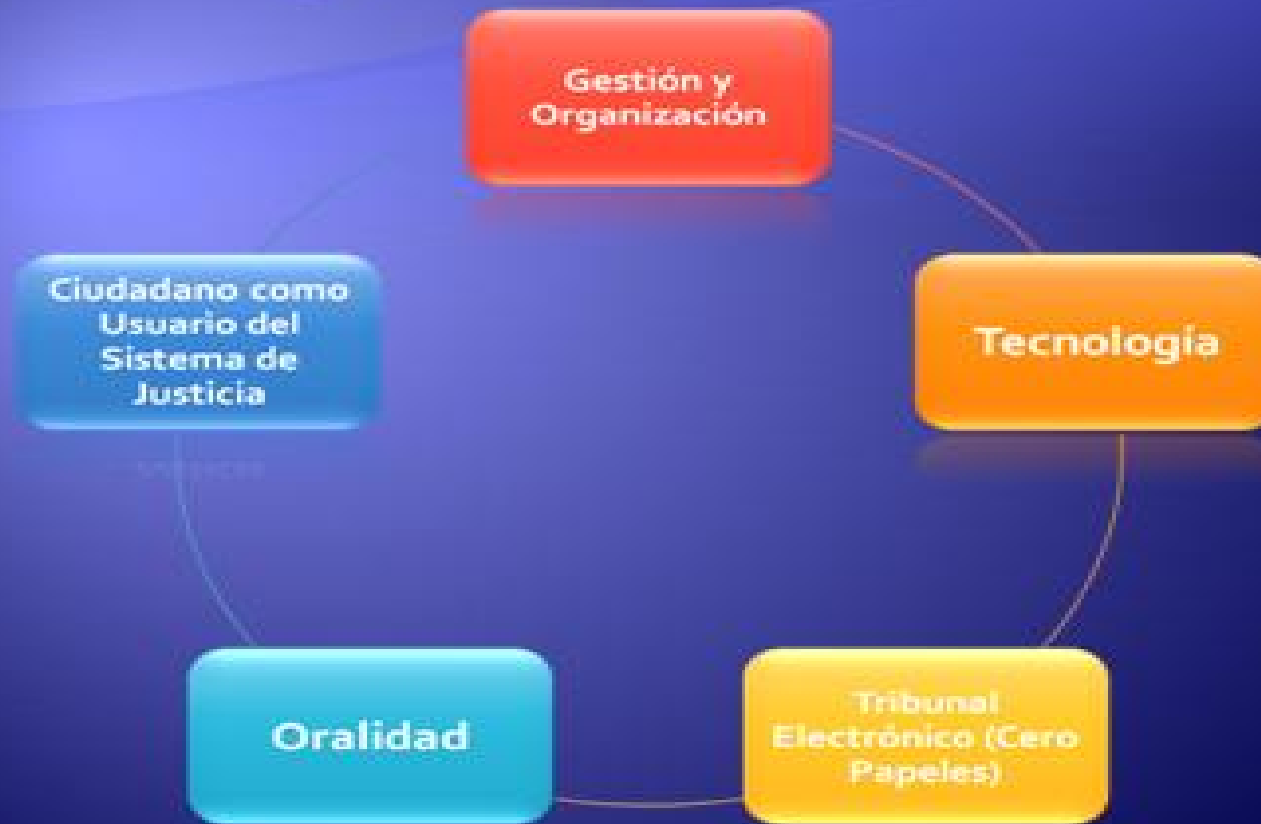 Gestión y
Organización
Tecnología
Tribunal
Electrónico (Cero
Papeles)
Oralidad
Ciudadano como
Usuario del
Sistema de
Justicia